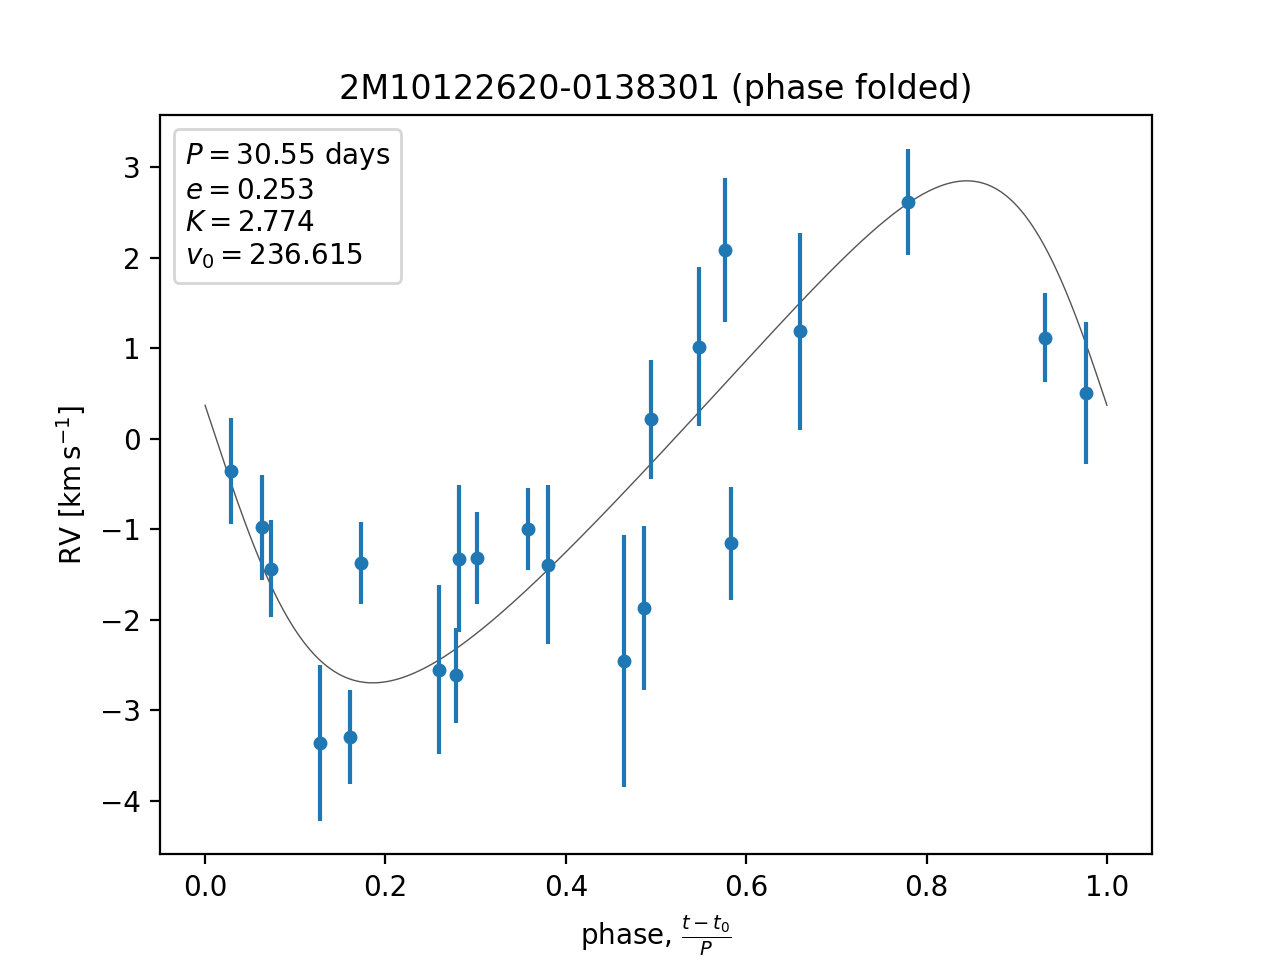 2M10122620-0138301 (phase folded)
P = 30.55 days
e = 0.253
K = 2.774
v₀ = 236.615
3
2
1
0
−1
−2
−3
−4
RV [km s⁻¹]
0.0 0.2 0.4 0.6 0.8 1.0
phase, (t − t₀)/P